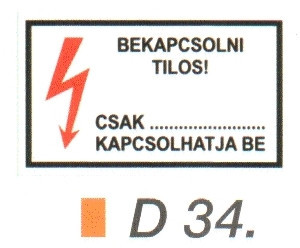 BEKAPCSOLNI
TILOS!
CSAK ........................
KAPCSOLHATJA BE
D 34.